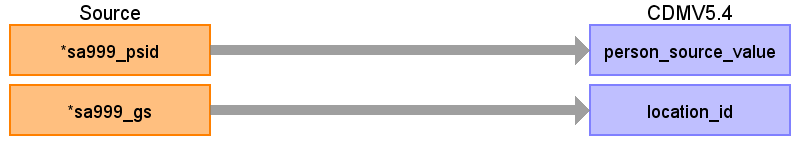 Source CDMV5.4
*sa999_psid person_source_value
*sa999_gs location_id